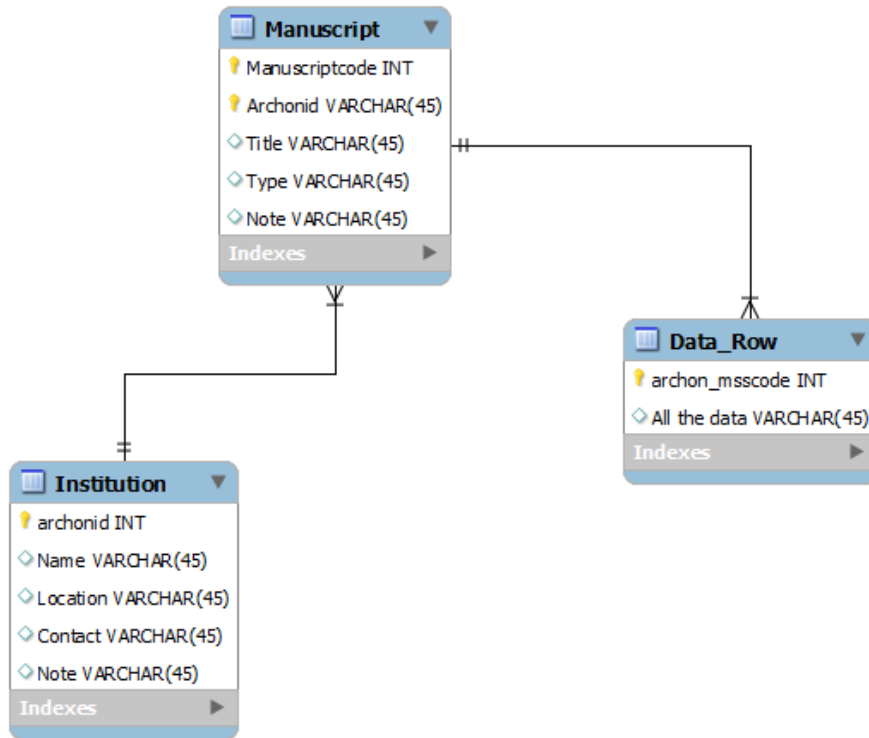 Manuscript
Manuscriptcode INT
Archonid VARCHAR(45)
Title VARCHAR(45)
Type VARCHAR(45)
Note VARCHAR(45)
Indexes
Data_Row
archon_msscode INT
All the data VARCHAR(45)
Indexes
Institution
archonid INT
Name VARCHAR(45)
Location VARCHAR(45)
Contact VARCHAR(45)
Note VARCHAR(45)
Indexes